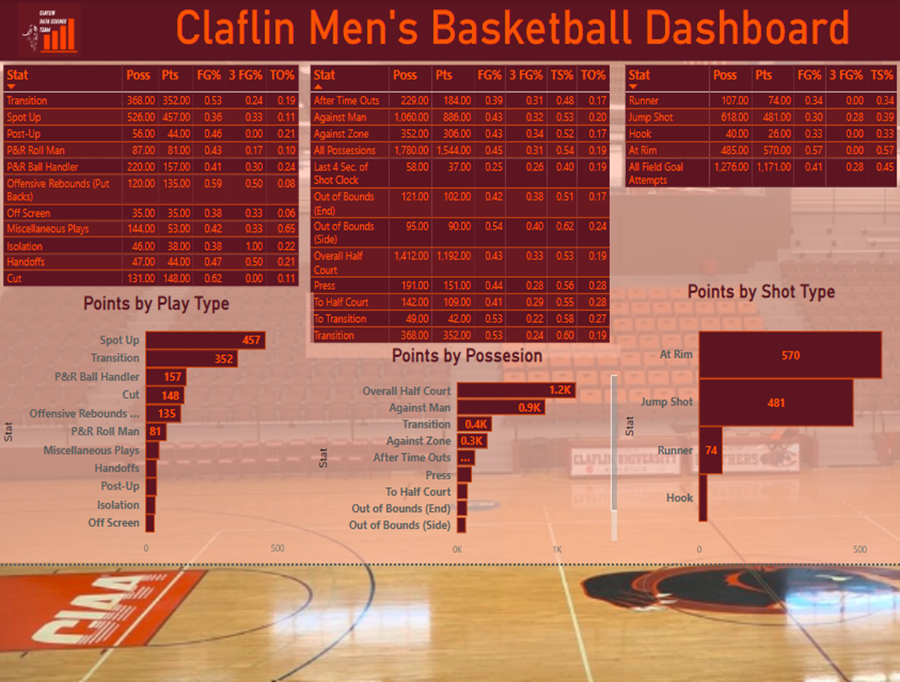 CLAFLIN
DATA SCIENCE
TEAM
Claflin Men's Basketball Dashboard
Stat Poss Pts FG% 3 FG% TO%
Transition 368.00 352.00 0.53 0.24 0.19
Spot Up 526.00 457.00 0.36 0.33 0.11
Post-Up 56.00 44.00 0.46 0.00 0.21
P&R Roll Man 87.00 81.00 0.43 0.17 0.10
P&R Ball Handler 220.00 157.00 0.41 0.30 0.24
Offensive Rebounds (Put 120.00 135.00 0.59 0.50 0.08
Backs)
Off Screen 35.00 35.00 0.38 0.33 0.06
Miscellaneous Plays 144.00 53.00 0.42 0.33 0.65
Isolation 46.00 38.00 0.38 1.00 0.22
Handoffs 47.00 44.00 0.47 0.50 0.21
Cut 131.00 148.00 0.62 0.00 0.11
Stat Poss Pts FG% 3 FG% TS% TO%
After Time Outs 229.00 184.00 0.39 0.31 0.48 0.17
Against Man 1,060.00 886.00 0.43 0.32 0.53 0.20
Against Zone 352.00 306.00 0.43 0.34 0.52 0.17
All Possessions 1,780.00 1,544.00 0.45 0.31 0.54 0.19
Last 4 Sec. of 58.00 37.00 0.25 0.26 0.40 0.19
Shot Clock
Out of Bounds 121.00 102.00 0.42 0.38 0.51 0.17
(End)
Out of Bounds 95.00 90.00 0.54 0.40 0.62 0.24
(Side)
Overall Half 1,412.00 1,192.00 0.43 0.33 0.53 0.19
Court
Press 191.00 151.00 0.44 0.28 0.56 0.28
To Half Court 142.00 109.00 0.41 0.29 0.55 0.28
To Transition 49.00 42.00 0.53 0.22 0.58 0.27
Transition 368.00 352.00 0.53 0.24 0.60 0.19
Stat Poss Pts FG% 3 FG% TS%
Runner 107.00 74.00 0.34 0.00 0.34
Jump Shot 618.00 481.00 0.30 0.28 0.39
Hook 40.00 26.00 0.33 0.00 0.33
At Rim 485.00 570.00 0.57 0.00 0.57
All Field Goal 1,276.00 1,171.00 0.41 0.28 0.45
Attempts
Points by Play Type
Stat
Spot Up 457
Transition 352
P&R Ball Handler 157
Cut 148
Offensive Rebounds ... 135
P&R Roll Man 81
Miscellaneous Plays
Handoffs
Post-Up
Isolation
Off Screen
0 500
Points by Possesion
Stat
Overall Half Court 1.2K
Against Man 0.9K
Transition 0.4K
Against Zone 0.3K
After Time Outs ...
Press
To Half Court
Out of Bounds (End)
Out of Bounds (Side)
0K 1K
Points by Shot Type
Stat
At Rim 570
Jump Shot 481
Runner 74
Hook
0 500
CLAFLIN UNIVERSITY
CIAA